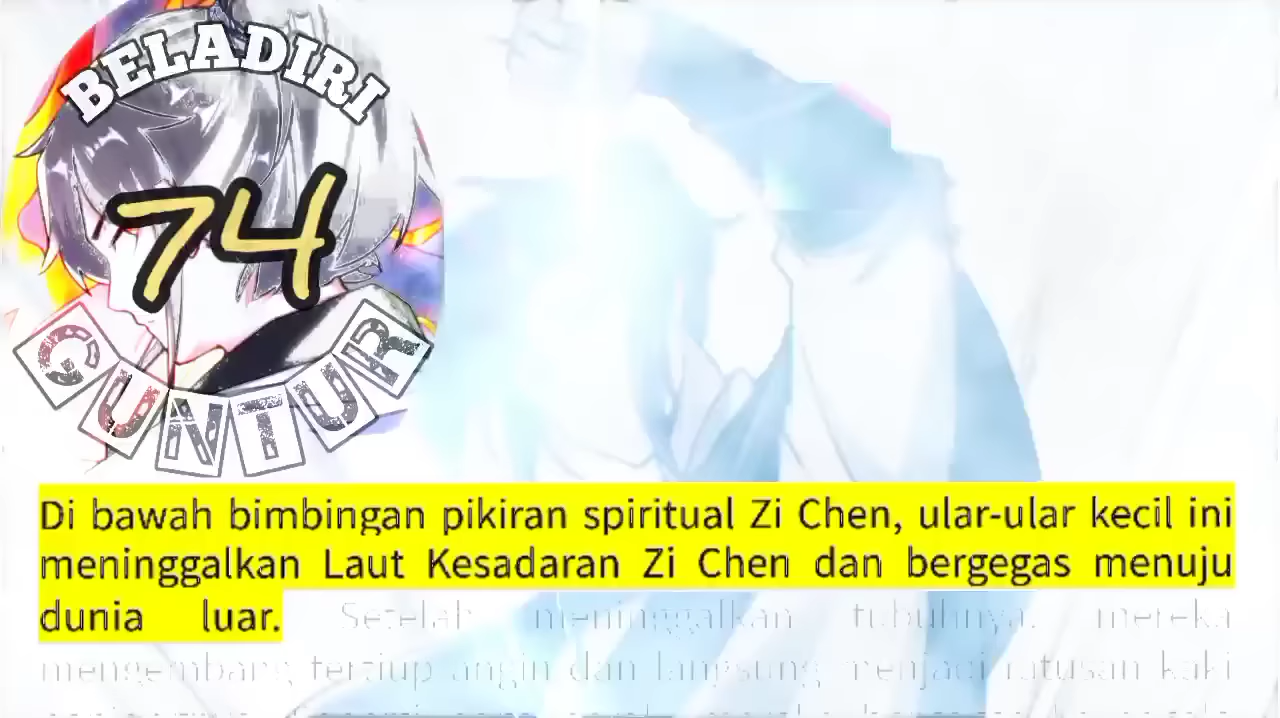 BELADIRI
74
GUNTUR
Di bawah bimbingan pikiran spiritual Zi Chen, ular-ular kecil ini
meninggalkan Laut Kesadaran Zi Chen dan bergegas menuju
dunia luar. Setelah meninggalkan tubuhnya, mereka
mengembang tertiup angin dan langsung menjadi ratusan kaki